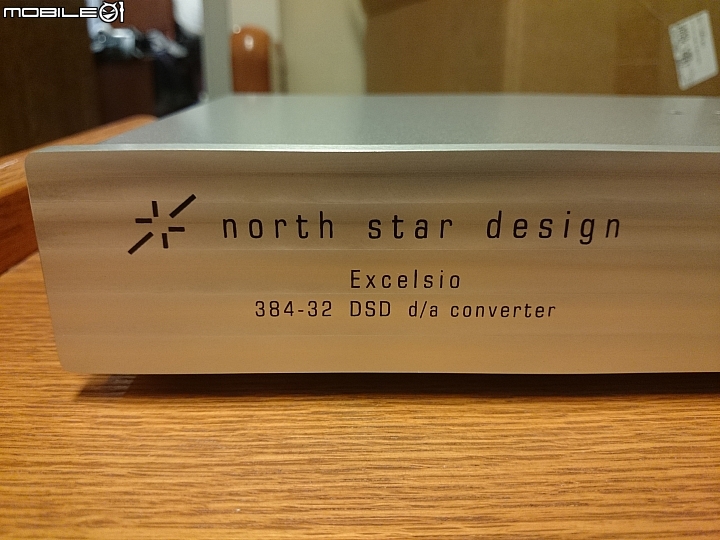 MOBILE01
north star design
Excelsio
384-32 DSD d/a converter